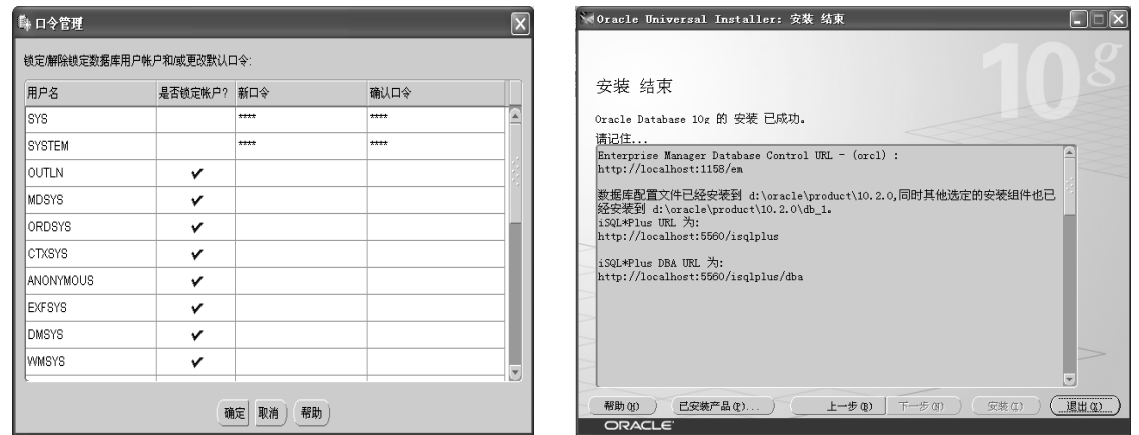 口令管理
锁定/解除锁定数据库用户帐户和/或更改默认口令:
用户名 是否锁定帐户? 新口令 确认口令
SYS **** ****
SYSTEM **** ****
OUTLN ✔
MDSYS ✔
ORDSYS ✔
CTXSYS ✔
ANONYMOUS ✔
EXFSYS ✔
DMSYS ✔
WMSYS ✔
确定 取消 帮助
Oracle Universal Installer: 安装 结束
10g
安装 结束
Oracle Database 10g 的 安装 已成功。
请记住...
Enterprise Manager Database Control URL - (orcl) :
http://localhost:1158/em
数据库配置文件已经安装到 d:\oracle\product\10.2.0,同时其他选定的安装组件也已
经安装到 d:\oracle\product\10.2.0\db_1。
iSQL*Plus URL 为:
http://localhost:5560/isqlplus
iSQL*Plus DBA URL 为:
http://localhost:5560/isqlplus/dba
帮助(H) 已安装产品(P)... 上一步(B) 下一步(N) 安装(I) 退出(X)
ORACLE